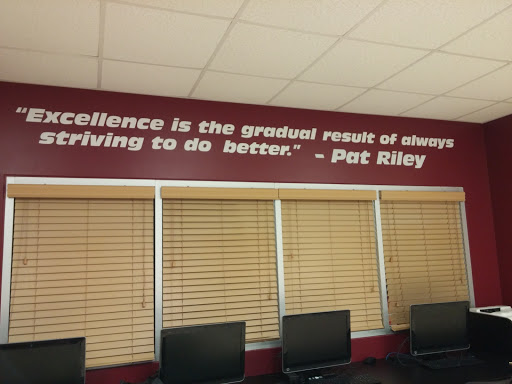 “Excellence is the gradual result of always
striving to do better.” - Pat Riley